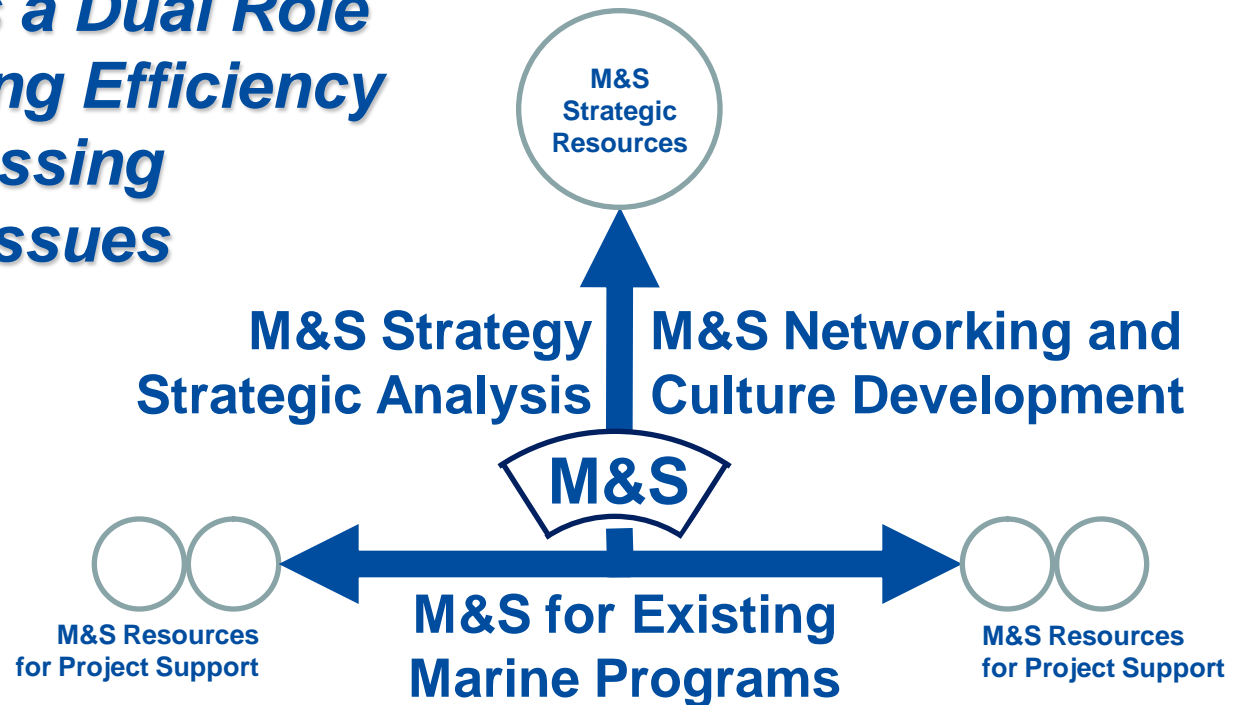 s a Dual Role
ng Efficiency
ssing
ssues
M&S
Strategic
Resources
M&S Strategy
Strategic Analysis
M&S Networking and
Culture Development
M&S
M&S Resources
for Project Support
M&S for Existing
Marine Programs
M&S Resources
for Project Support